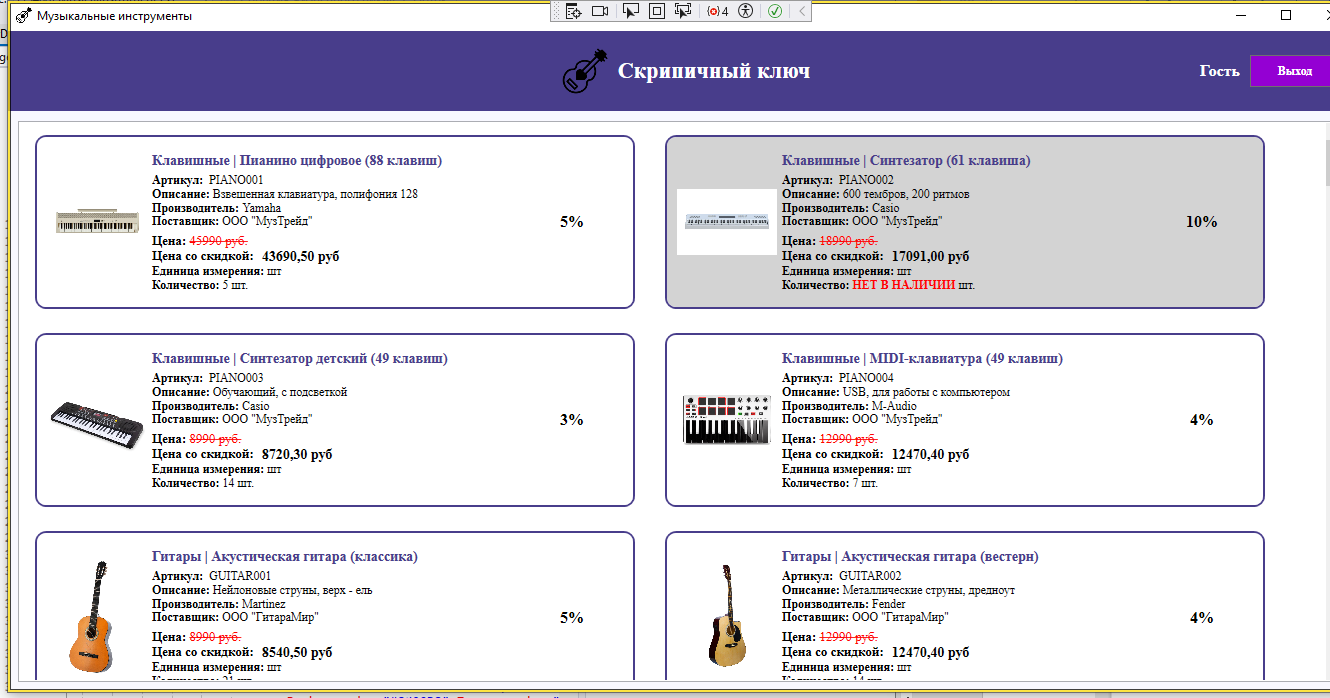 Музыкальные инструменты
4
Скрипичный ключ
Гость
Выход
Клавишные | Пианино цифровое (88 клавиш)
Артикул: PIANO001
Описание: Взвешенная клавиатура, полифония 128
Производитель: Yamaha
Поставщик: ООО "МузТрейд"
Цена: 45990 руб.
Цена со скидкой: 43690,50 руб
Единица измерения: шт
Количество: 5 шт.
5%
Клавишные | Синтезатор (61 клавиша)
Артикул: PIANO002
Описание: 600 тембров, 200 ритмов
Производитель: Casio
Поставщик: ООО "МузТрейд"
Цена: 18990 руб.
Цена со скидкой: 17091,00 руб
Единица измерения: шт
Количество: НЕТ В НАЛИЧИИ шт.
10%
Клавишные | Синтезатор детский (49 клавиш)
Артикул: PIANO003
Описание: Обучающий, с подсветкой
Производитель: Casio
Поставщик: ООО "МузТрейд"
Цена: 8990 руб.
Цена со скидкой: 8720,30 руб
Единица измерения: шт
Количество: 14 шт.
3%
Клавишные | MIDI-клавиатура (49 клавиш)
Артикул: PIANO004
Описание: USB, для работы с компьютером
Производитель: M-Audio
Поставщик: ООО "МузТрейд"
Цена: 12990 руб.
Цена со скидкой: 12470,40 руб
Единица измерения: шт
Количество: 7 шт.
4%
Гитары | Акустическая гитара (классика)
Артикул: GUITAR001
Описание: Нейлоновые струны, верх - ель
Производитель: Martinez
Поставщик: ООО "ГитараМир"
Цена: 8990 руб.
Цена со скидкой: 8540,50 руб
Единица измерения: шт
5%
Гитары | Акустическая гитара (вестерн)
Артикул: GUITAR002
Описание: Металлические струны, дредноут
Производитель: Fender
Поставщик: ООО "ГитараМир"
Цена: 12990 руб.
Цена со скидкой: 12470,40 руб
Единица измерения: шт
4%